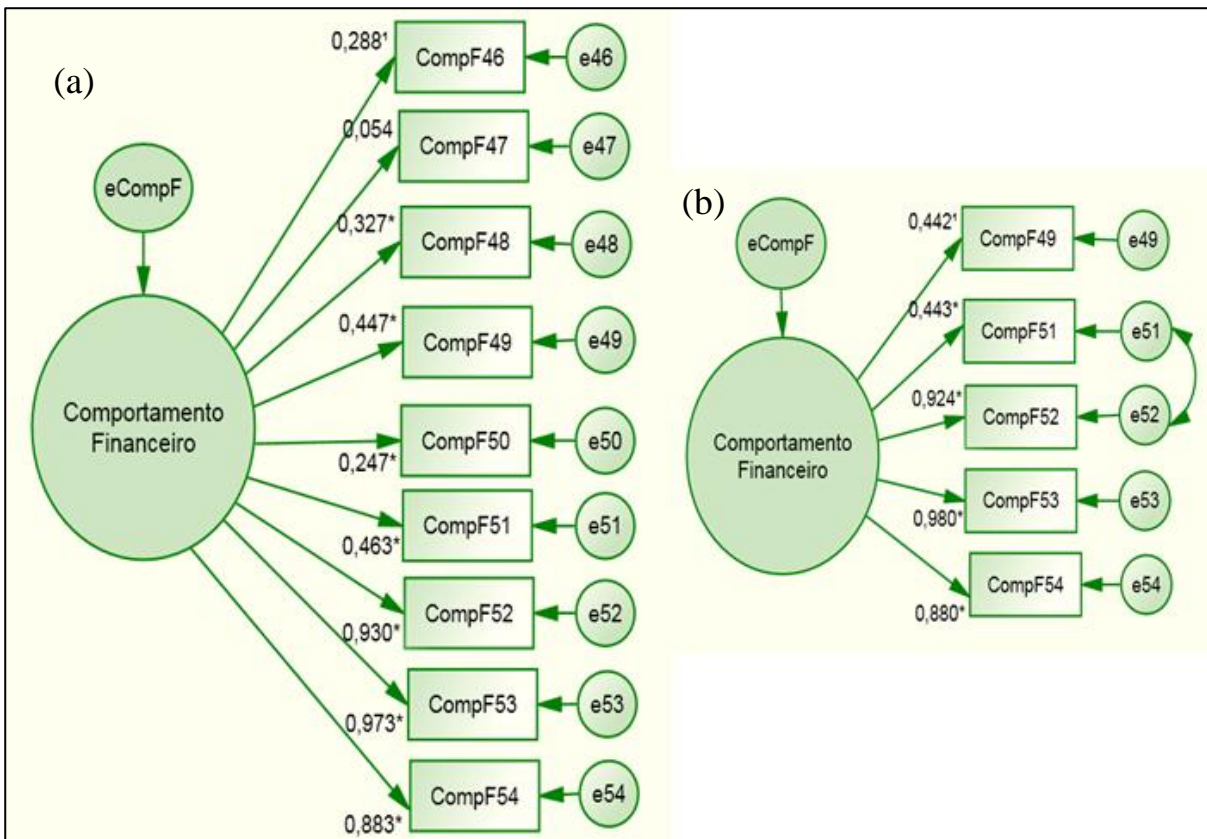 (a)
eCompF
Comportamento
Financeiro
0,288¹
CompF46
e46
0,054
CompF47
e47
0,327*
CompF48
e48
0,447*
CompF49
e49
0,247*
CompF50
e50
0,463*
CompF51
e51
0,930*
CompF52
e52
0,973*
CompF53
e53
0,883*
CompF54
e54
(b)
eCompF
Comportamento
Financeiro
0,442¹
CompF49
e49
0,443*
CompF51
e51
0,924*
CompF52
e52
0,980*
CompF53
e53
0,880*
CompF54
e54